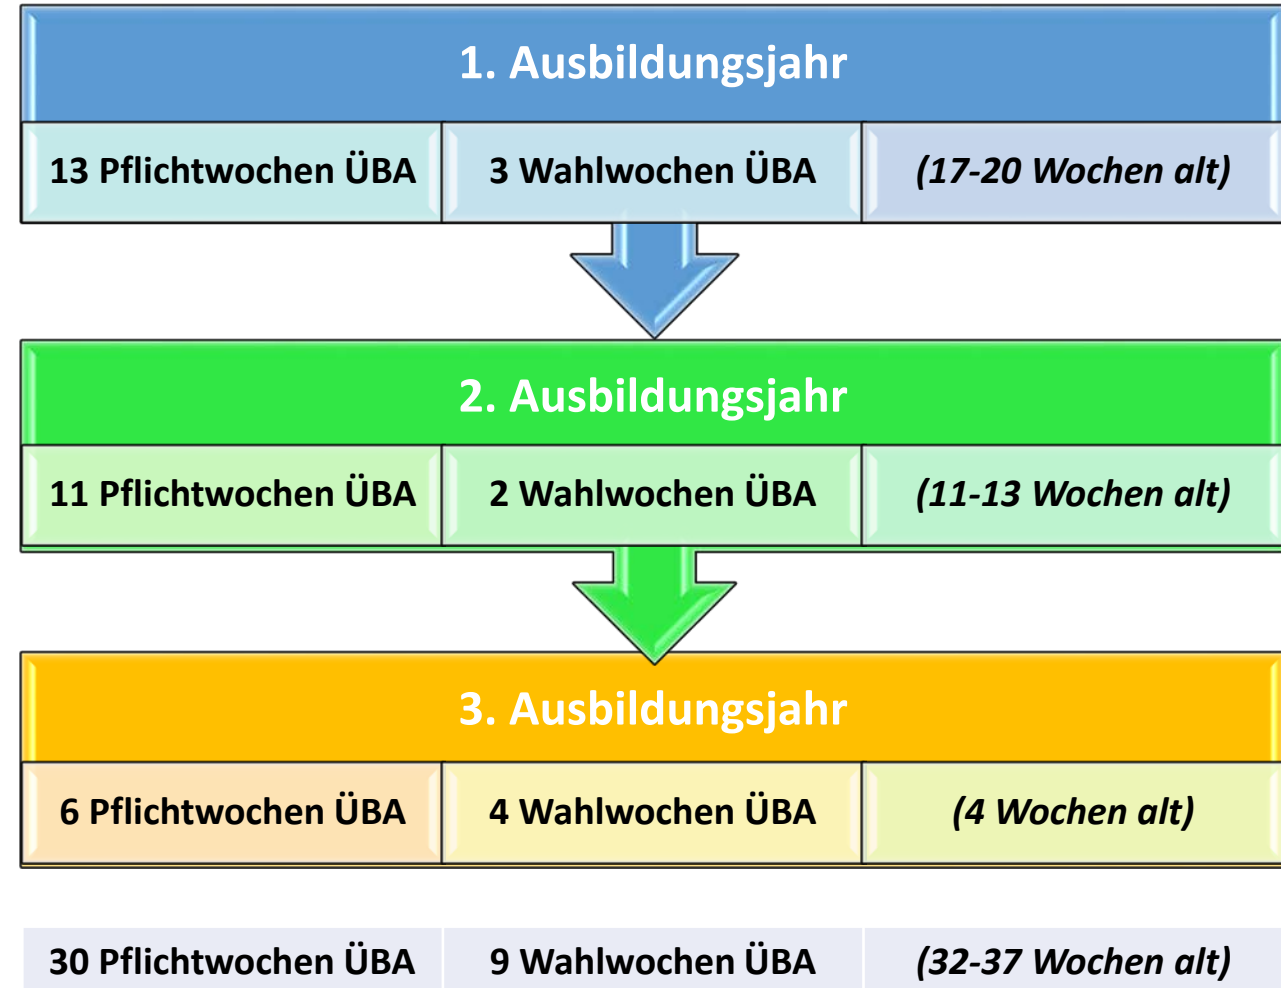 1. Ausbildungsjahr
13 Pflichtwochen ÜBA 3 Wahlwochen ÜBA (17-20 Wochen alt)
2. Ausbildungsjahr
11 Pflichtwochen ÜBA 2 Wahlwochen ÜBA (11-13 Wochen alt)
3. Ausbildungsjahr
6 Pflichtwochen ÜBA 4 Wahlwochen ÜBA (4 Wochen alt)
30 Pflichtwochen ÜBA 9 Wahlwochen ÜBA (32-37 Wochen alt)